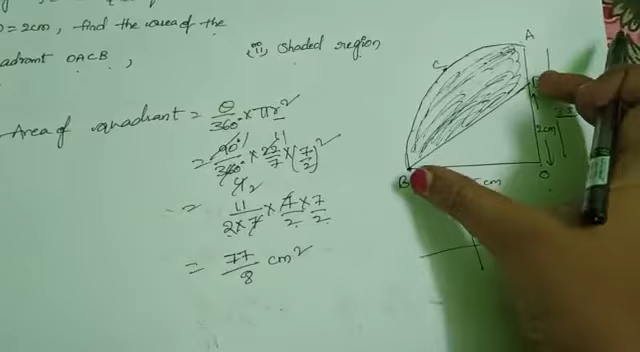 = 2cm, find the area of the
adrant OACB,
(ii) Shaded region
Area of quadrant = θ/360° × πr²
= 90°/360° × 22/7 × (7/2)²
= 11/(2×7) × 7/2 × 7/2
= 77/8 cm²
A
C
2cm
B
O
cm